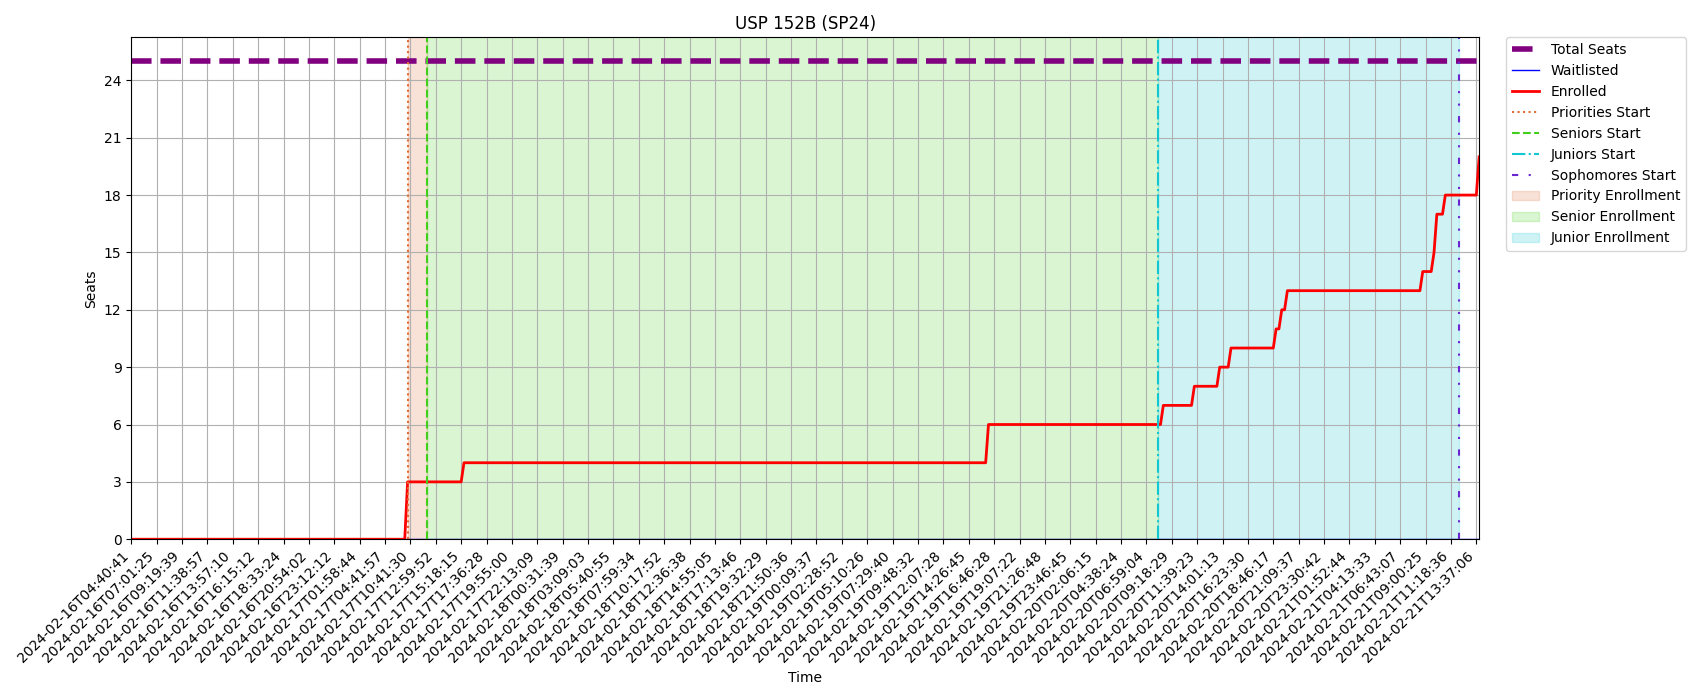 USP 152B (SP24)
Seats
24
21
18
15
12
9
6
3
0
2024-02-16T04:40:41
2024-02-16T07:01:25
2024-02-16T09:19:39
2024-02-16T11:38:57
2024-02-16T13:57:10
2024-02-16T16:15:12
2024-02-16T18:33:24
2024-02-16T20:54:02
2024-02-16T23:12:12
2024-02-17T01:58:44
2024-02-17T04:41:57
2024-02-17T10:41:30
2024-02-17T12:59:52
2024-02-17T15:18:15
2024-02-17T17:36:28
2024-02-17T19:55:00
2024-02-17T22:13:09
2024-02-18T00:31:39
2024-02-18T03:09:03
2024-02-18T05:40:55
2024-02-18T07:59:34
2024-02-18T10:17:52
2024-02-18T12:36:38
2024-02-18T14:55:05
2024-02-18T17:13:46
2024-02-18T19:32:29
2024-02-18T21:50:36
2024-02-19T00:09:37
2024-02-19T02:28:52
2024-02-19T05:10:26
2024-02-19T07:29:40
2024-02-19T09:48:32
2024-02-19T12:07:28
2024-02-19T14:26:45
2024-02-19T16:46:28
2024-02-19T19:07:22
2024-02-19T21:26:48
2024-02-19T23:46:45
2024-02-20T02:06:15
2024-02-20T04:38:24
2024-02-20T06:59:04
2024-02-20T09:18:29
2024-02-20T11:39:23
2024-02-20T14:01:13
2024-02-20T16:23:30
2024-02-20T18:46:17
2024-02-20T21:09:37
2024-02-20T23:30:42
2024-02-21T01:52:44
2024-02-21T04:13:33
2024-02-21T06:43:07
2024-02-21T09:00:25
2024-02-21T11:18:36
2024-02-21T13:37:06
Time
Total Seats
Waitlisted
Enrolled
Priorities Start
Seniors Start
Juniors Start
Sophomores Start
Priority Enrollment
Senior Enrollment
Junior Enrollment